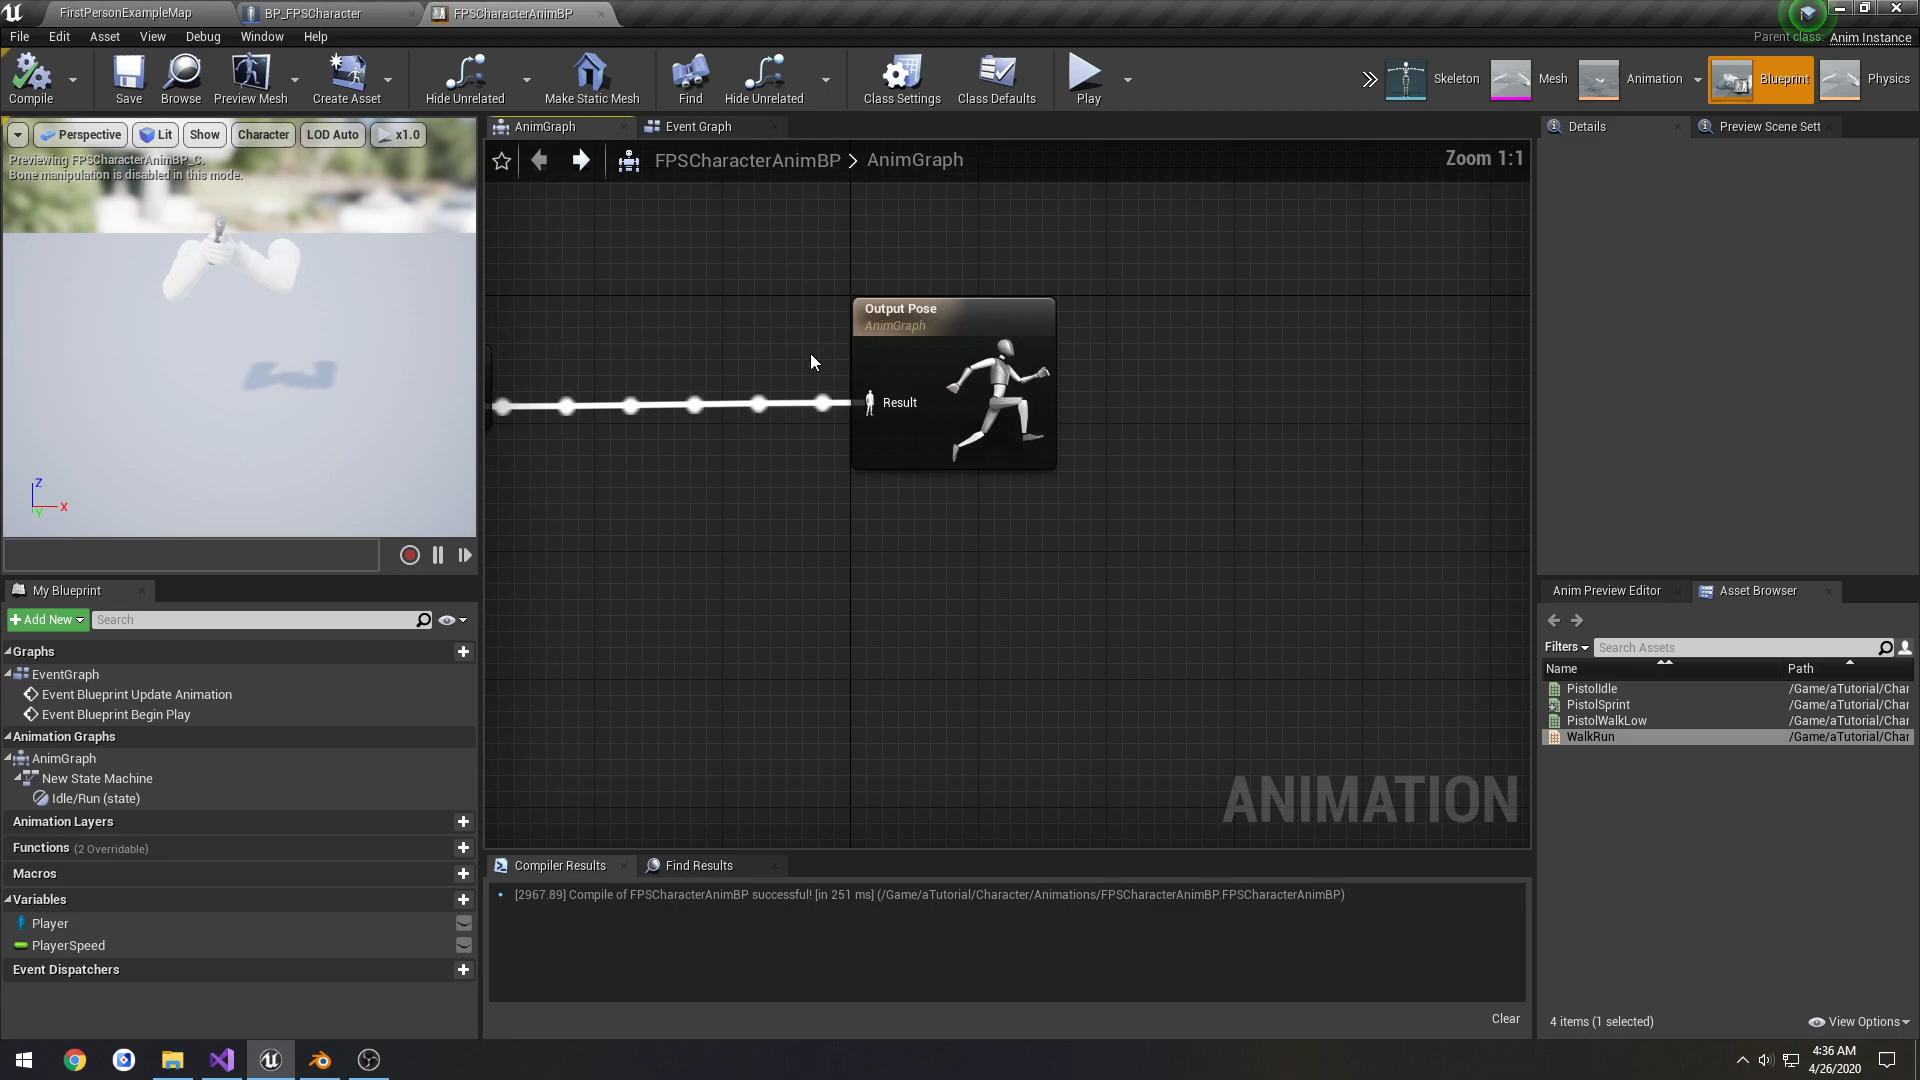 FirstPersonExampleMap
BP_FPSCharacter
FPSCharacterAnimBP
File Edit Asset View Debug Window Help
Parent class: Anim Instance
Compile
Save
Browse
Preview Mesh
Create Asset
Hide Unrelated
Make Static Mesh
Find
Hide Unrelated
Class Settings
Class Defaults
Play
Skeleton
Mesh
Animation
Blueprint
Physics
Perspective
Lit
Show
Character
LOD Auto
x1.0
Previewing FPSCharacterAnimBP_C.
Bone manipulation is disabled in this mode.
Z
X
Y
AnimGraph
Event Graph
FPSCharacterAnimBP > AnimGraph
Zoom 1:1
Output Pose
AnimGraph
Result
ANIMATION
Details
Preview Scene Sett
My Blueprint
Add New
Search
Graphs
EventGraph
Event Blueprint Update Animation
Event Blueprint Begin Play
Animation Graphs
AnimGraph
New State Machine
Idle/Run (state)
Animation Layers
Functions (2 Overridable)
Macros
Variables
Player
PlayerSpeed
Event Dispatchers
Compiler Results
Find Results
[2967.89] Compile of FPSCharacterAnimBP successful! [in 251 ms] (/Game/aTutorial/Character/Animations/FPSCharacterAnimBP.FPSCharacterAnimBP)
Clear
Anim Preview Editor
Asset Browser
Filters
Search Assets
Name Path
PistolIdle /Game/aTutorial/Char
PistolSprint /Game/aTutorial/Char
PistolWalkLow /Game/aTutorial/Char
WalkRun /Game/aTutorial/Char
4 items (1 selected)
View Options
4:36 AM
4/26/2020